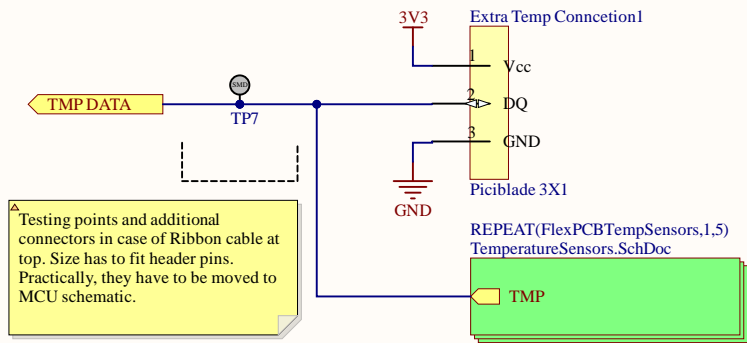 Extra Temp Conncetion1
3V3
1
Vcc
SMD
TMP DATA
TP7
2
DQ
3
GND
Piciblade 3X1
GND
Testing points and additional
connectors in case of Ribbon cable at
top. Size has to fit header pins.
Practically, they have to be moved to
MCU schematic.
REPEAT(FlexPCBTempSensors,1,5)
TemperatureSensors.SchDoc
TMP